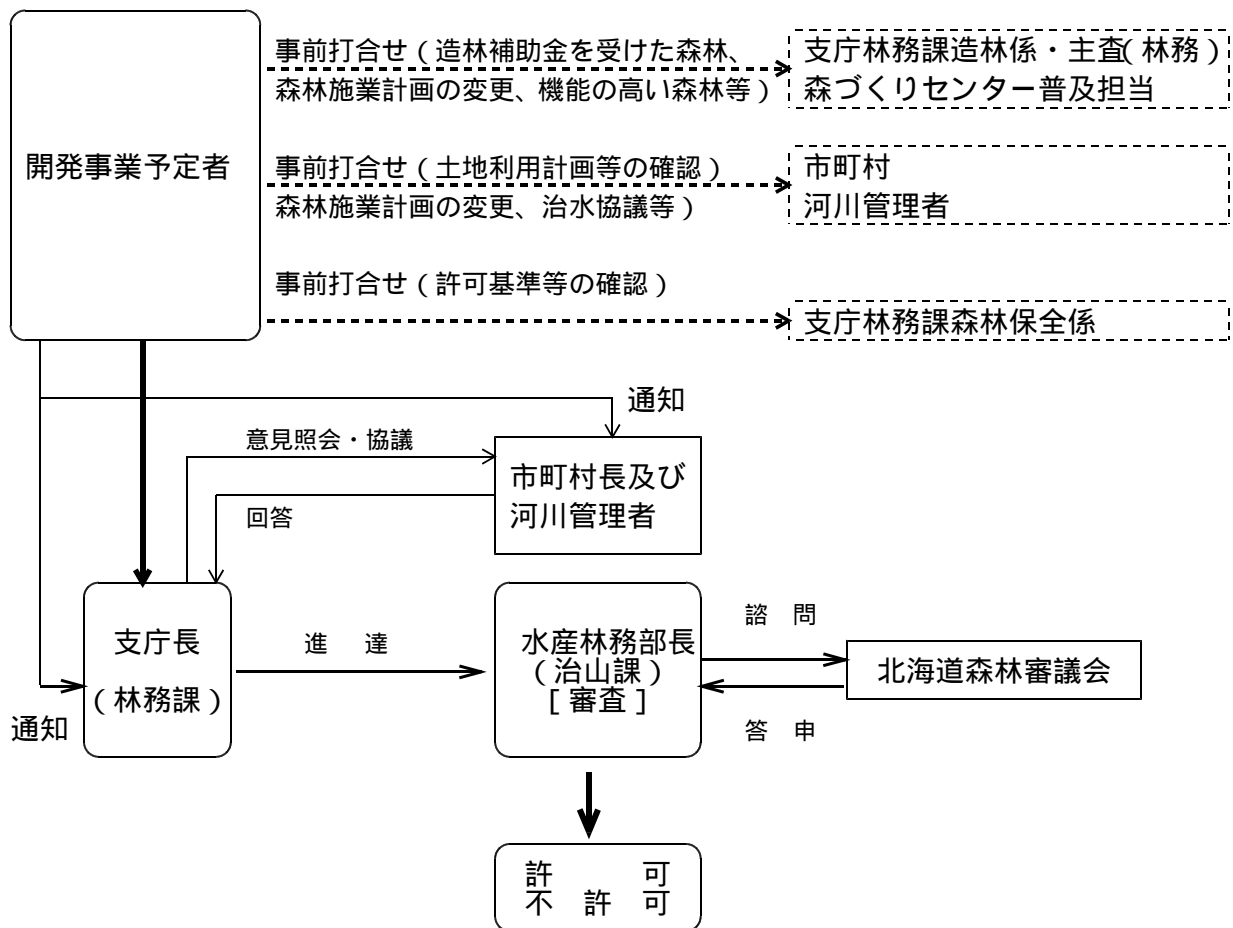 開発事業予定者
事前打合せ(造林補助金を受けた森林、
森林施業計画の変更、機能の高い森林等)
支庁林務課造林係・主査(林務)
森づくりセンター普及担当
事前打合せ(土地利用計画等の確認)
森林施業計画の変更、治水協議等)
市町村
河川管理者
事前打合せ(許可基準等の確認)
支庁林務課森林保全係
通知
意見照会・協議
市町村長及び
河川管理者
回答
支庁長
(林務課)
通知
進 達
水産林務部長
(治山課)
[審査]
諮 問
北海道森林審議会
答 申
許 可
不 許 可